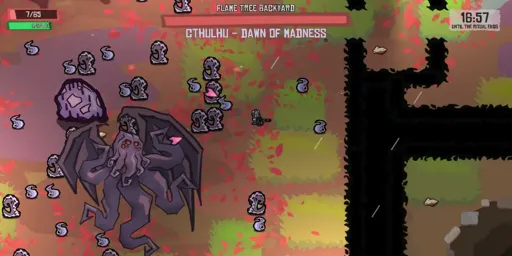 FLAME TREE BACKYARD
7/65
16:57
UNTIL THE RITUAL ENDS
CTHULHU - DAWN OF MADNESS